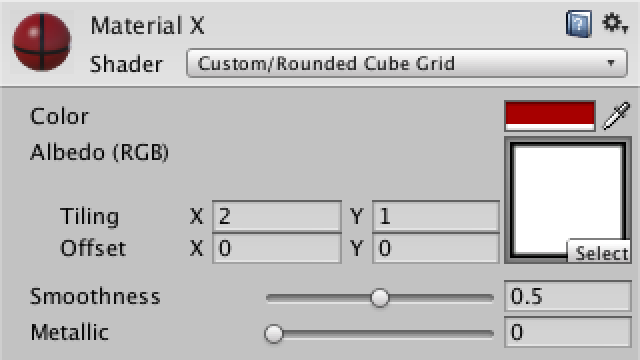 Material X
Shader Custom/Rounded Cube Grid
Color
Albedo (RGB)
Tiling X 2 Y 1
Offset X 0 Y 0
Select
Smoothness 0.5
Metallic 0